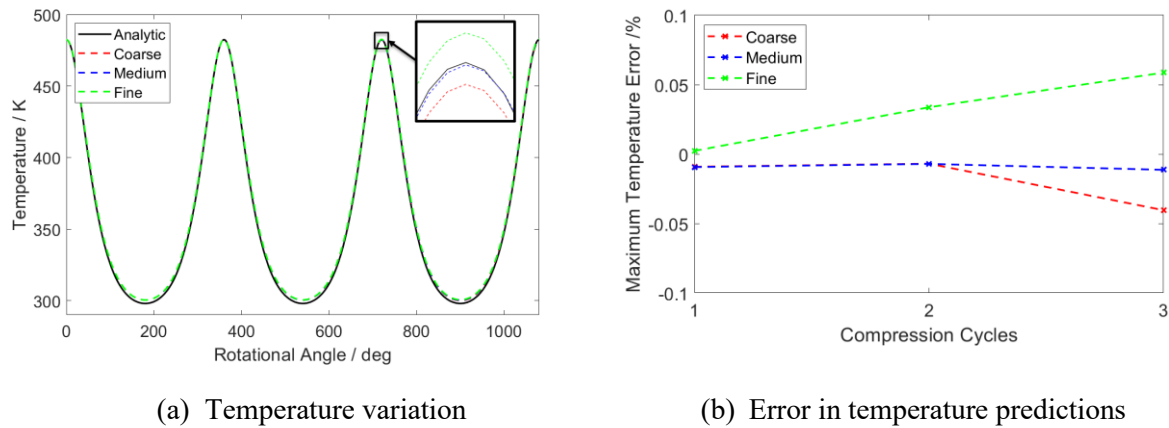 500
450
400
350
300
Temperature / K
0
200
400
600
800
1000
Rotational Angle / deg
Analytic
Coarse
Medium
Fine
(a) Temperature variation
0.1
0.05
0
-0.05
-0.1
Maximum Temperature Error /%
1
2
3
Compression Cycles
Coarse
Medium
Fine
(b) Error in temperature predictions